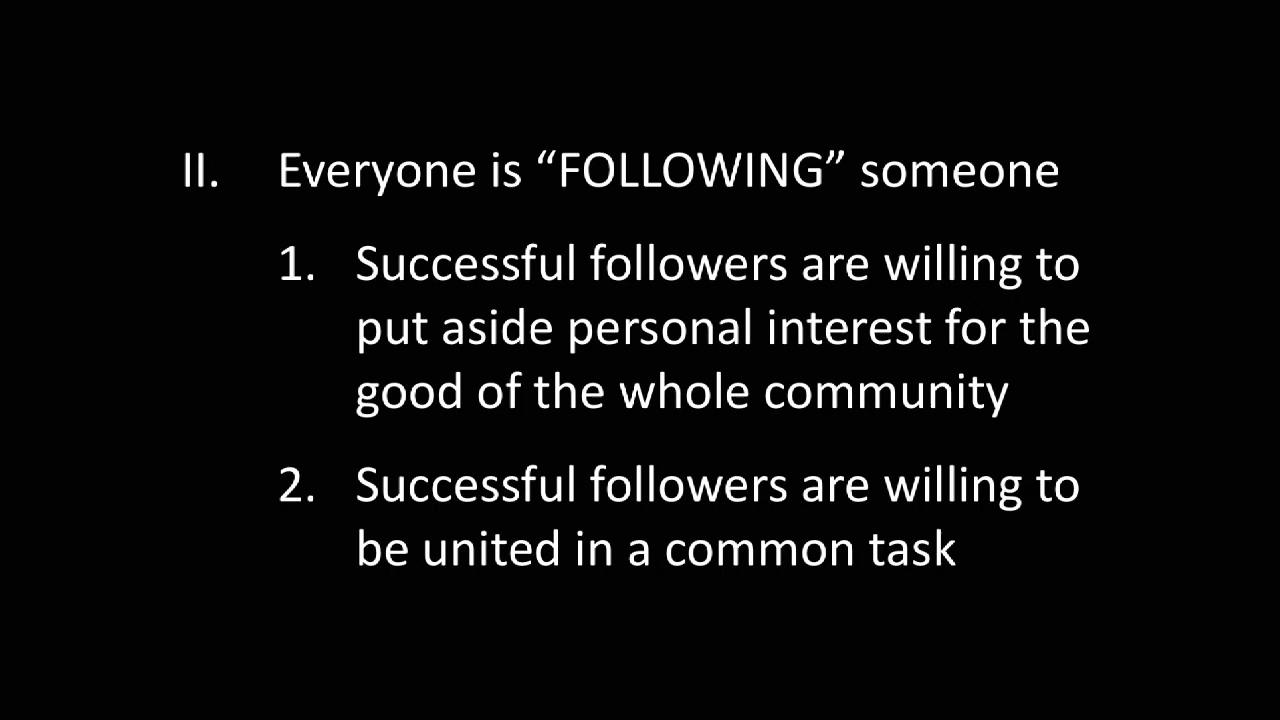 II. Everyone is “FOLLOWING” someone
1. Successful followers are willing to
put aside personal interest for the
good of the whole community
2. Successful followers are willing to
be united in a common task